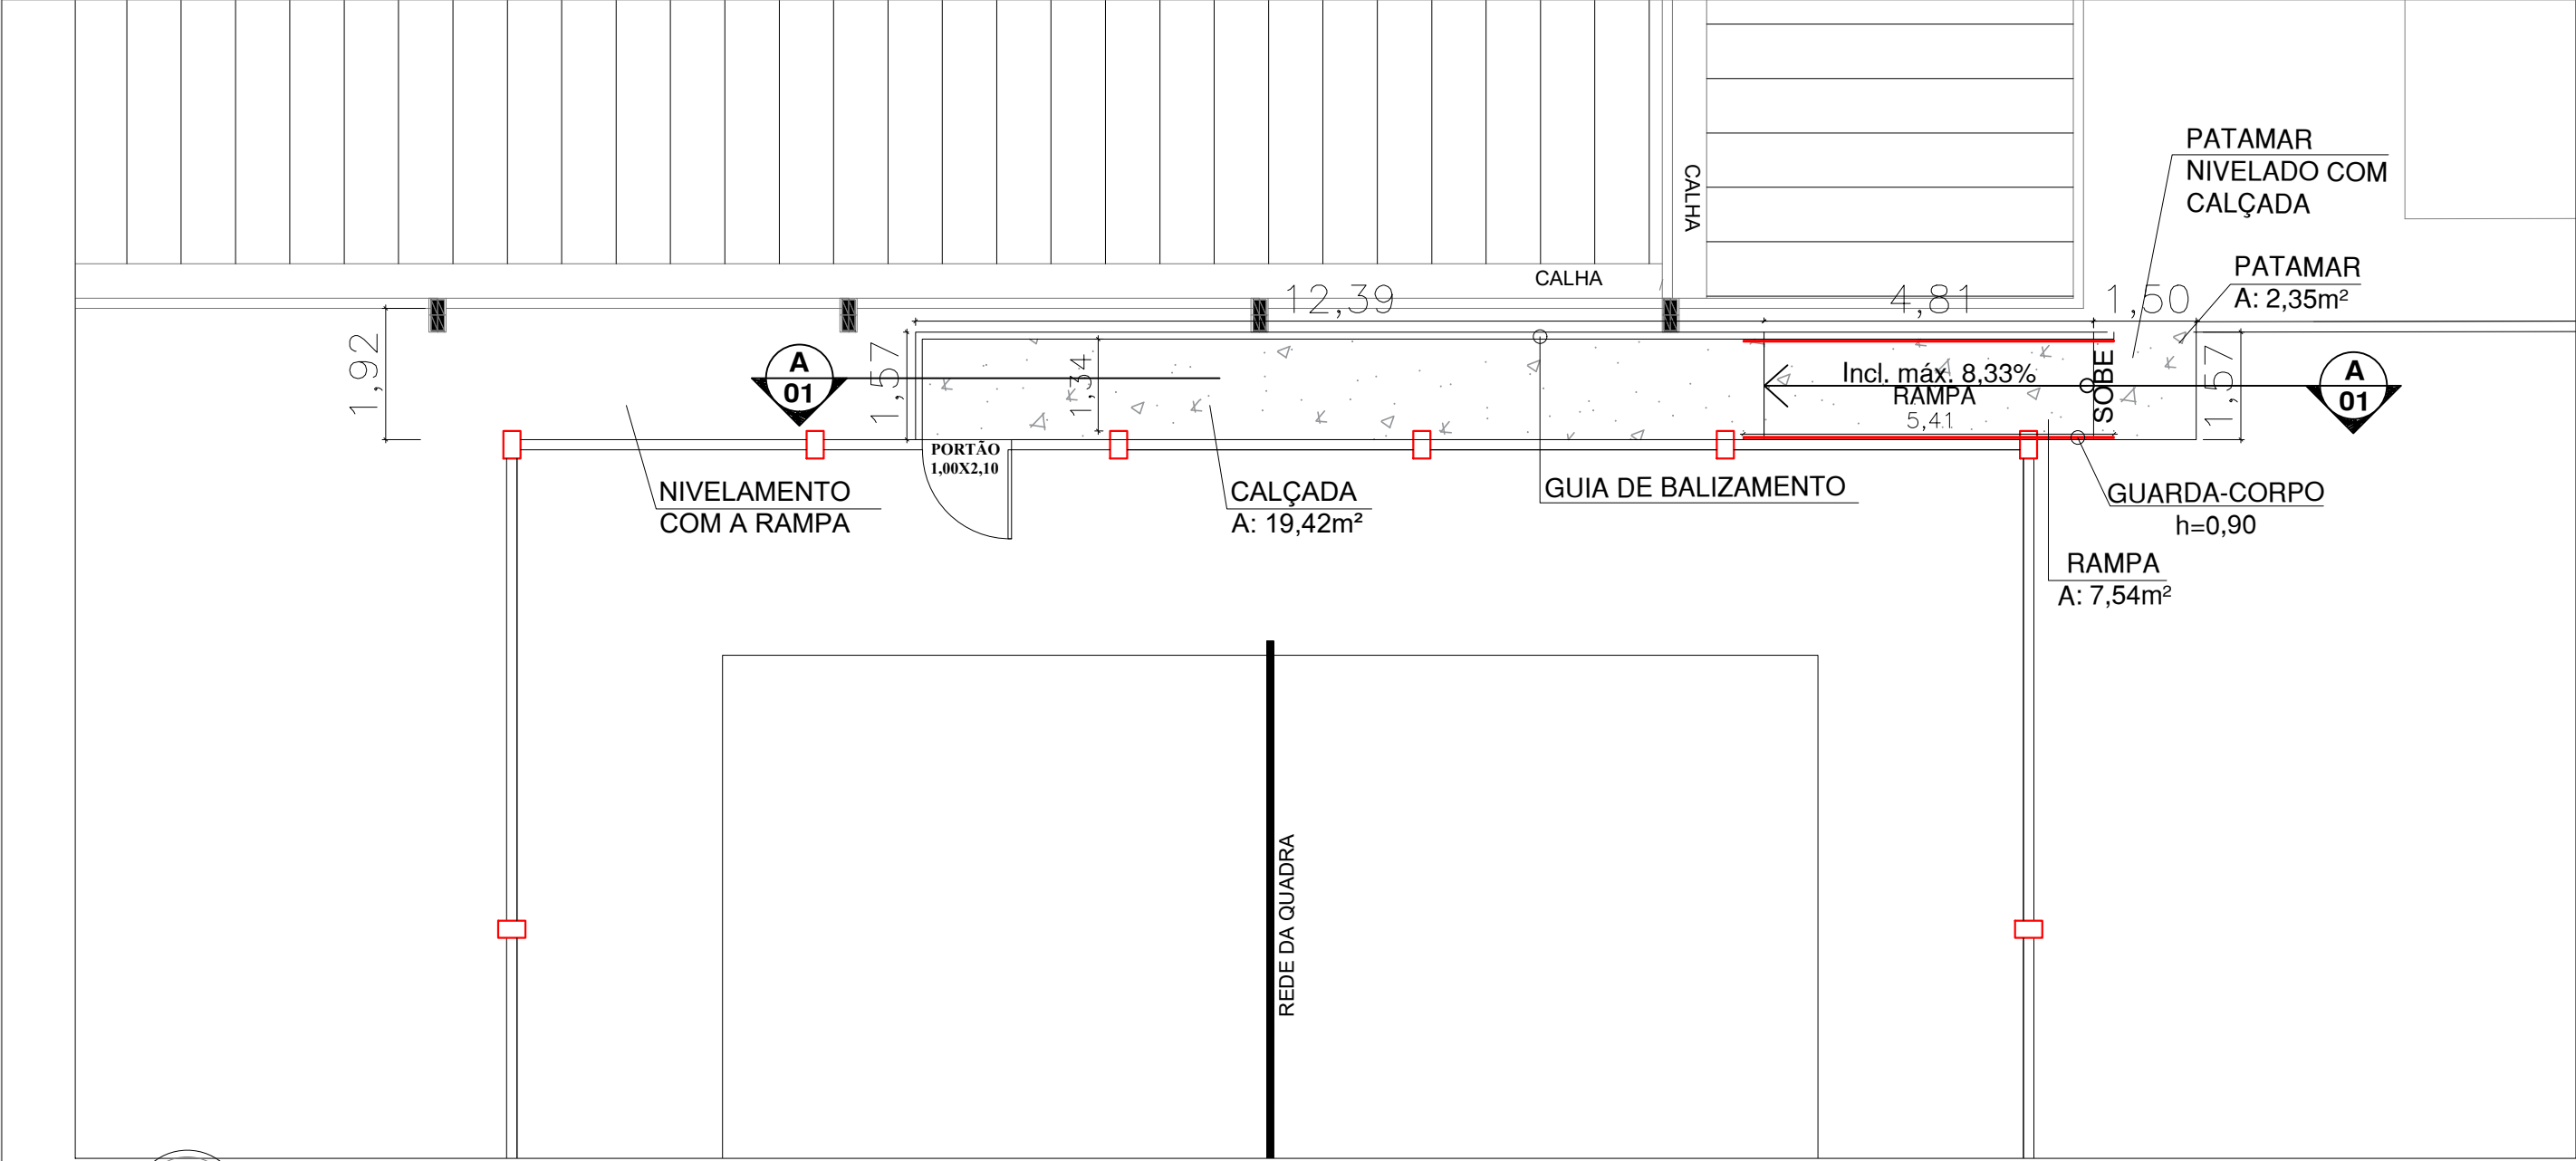 PATAMAR
NIVELADO COM
CALÇADA
CALHA
PATAMAR
A: 2,35m²
CALHA
12,39
4,81
1,50
1,92
A
01
1,57
1,34
Incl. máx. 8,33%
RAMPA
5,41
SOBE
1,57
A
01
PORTÃO
1,00X2,10
NIVELAMENTO
COM A RAMPA
CALÇADA
A: 19,42m²
GUIA DE BALIZAMENTO
GUARDA-CORPO
h=0,90
RAMPA
A: 7,54m²
REDE DA QUADRA